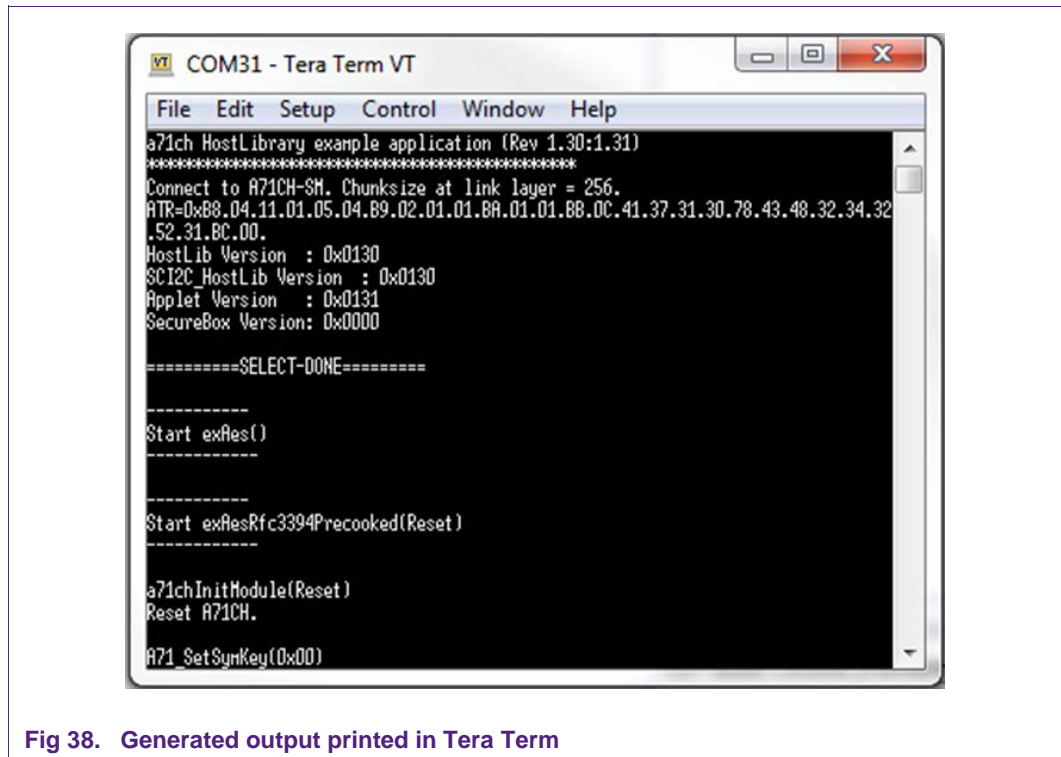 COM31 - Tera Term VT
File Edit Setup Control Window Help
a71ch HostLibrary example application (Rev 1.30:1.31)
***********************************************
Connect to A71CH-SM. Chunksize at link layer = 256.
ATR=0xB8.04.11.01.05.04.B9.02.01.01.BA.01.01.BB.0C.41.37.31.30.78.43.48.32.34.32
.52.31.BC.00.
HostLib Version  : 0x0130
SCI2C_HostLib Version  : 0x0130
Applet Version   : 0x0131
SecureBox Version: 0x0000
==========SELECT-DONE=========
-----------
Start exAes()
------------
-----------
Start exAesRfc3394Precooked(Reset)
------------
a71chInitModule(Reset)
Reset A71CH.
A71_SetSymKey(0x00)
Fig 38. Generated output printed in Tera Term